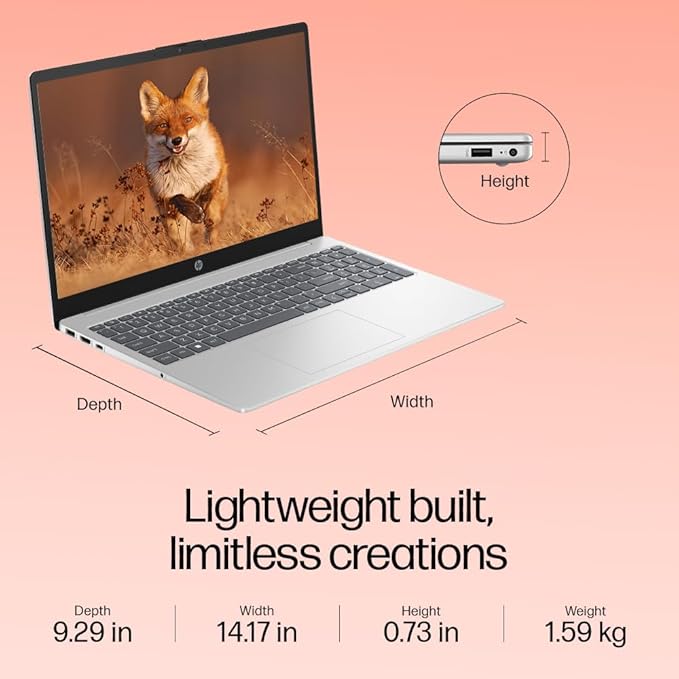 hp
Height
Depth
Width
Lightweight built,
limitless creations
Depth
9.29 in
Width
14.17 in
Height
0.73 in
Weight
1.59 kg